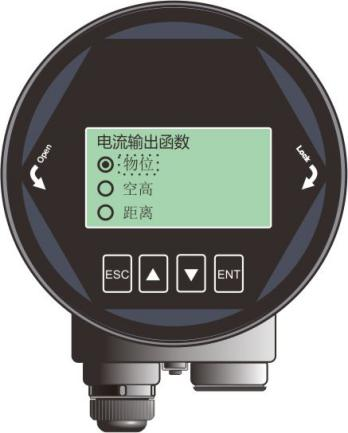 电流输出函数
Open
Lock
物位
空高
距离
ESC ▲ ▼ ENT